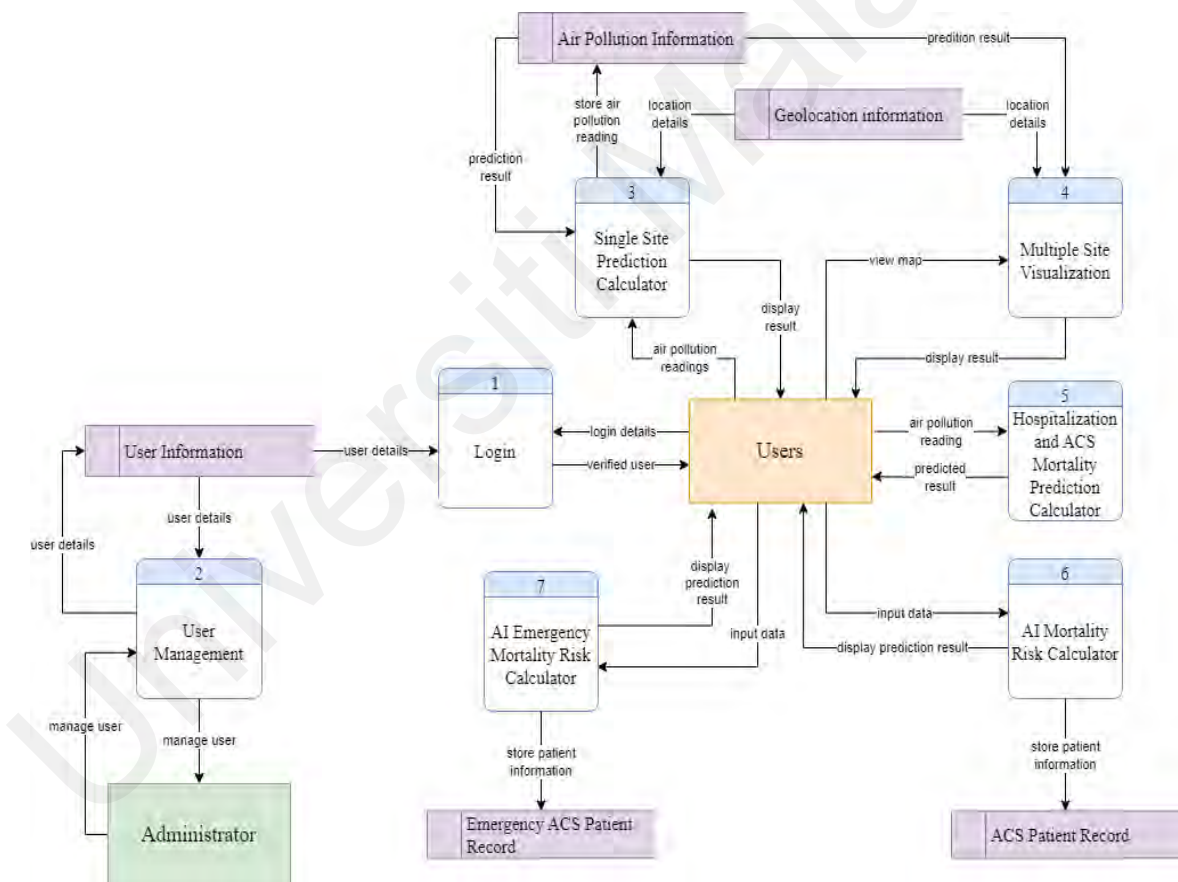 Air Pollution Information
predition result
store air
pollution
reading
location
details
Geolocation information
location
details
prediction
result
3
Single Site
Prediction
Calculator
4
Multiple Site
Visualization
view map
display
result
air pollution
readings
display result
1
Login
User Information
user details
login details
verified user
Users
air pollution
reading
predicted
result
5
Hospitalization
and ACS
Mortality
Prediction
Calculator
user details
user details
2
User
Management
display
prediction
result
7
AI Emergency
Mortality Risk
Calculator
input data
input data
display prediction result
6
AI Mortality
Risk Calculator
manage user
manage user
Administrator
store patient
information
Emergency ACS Patient
Record
store patient
information
ACS Patient Record
Universiti Mala